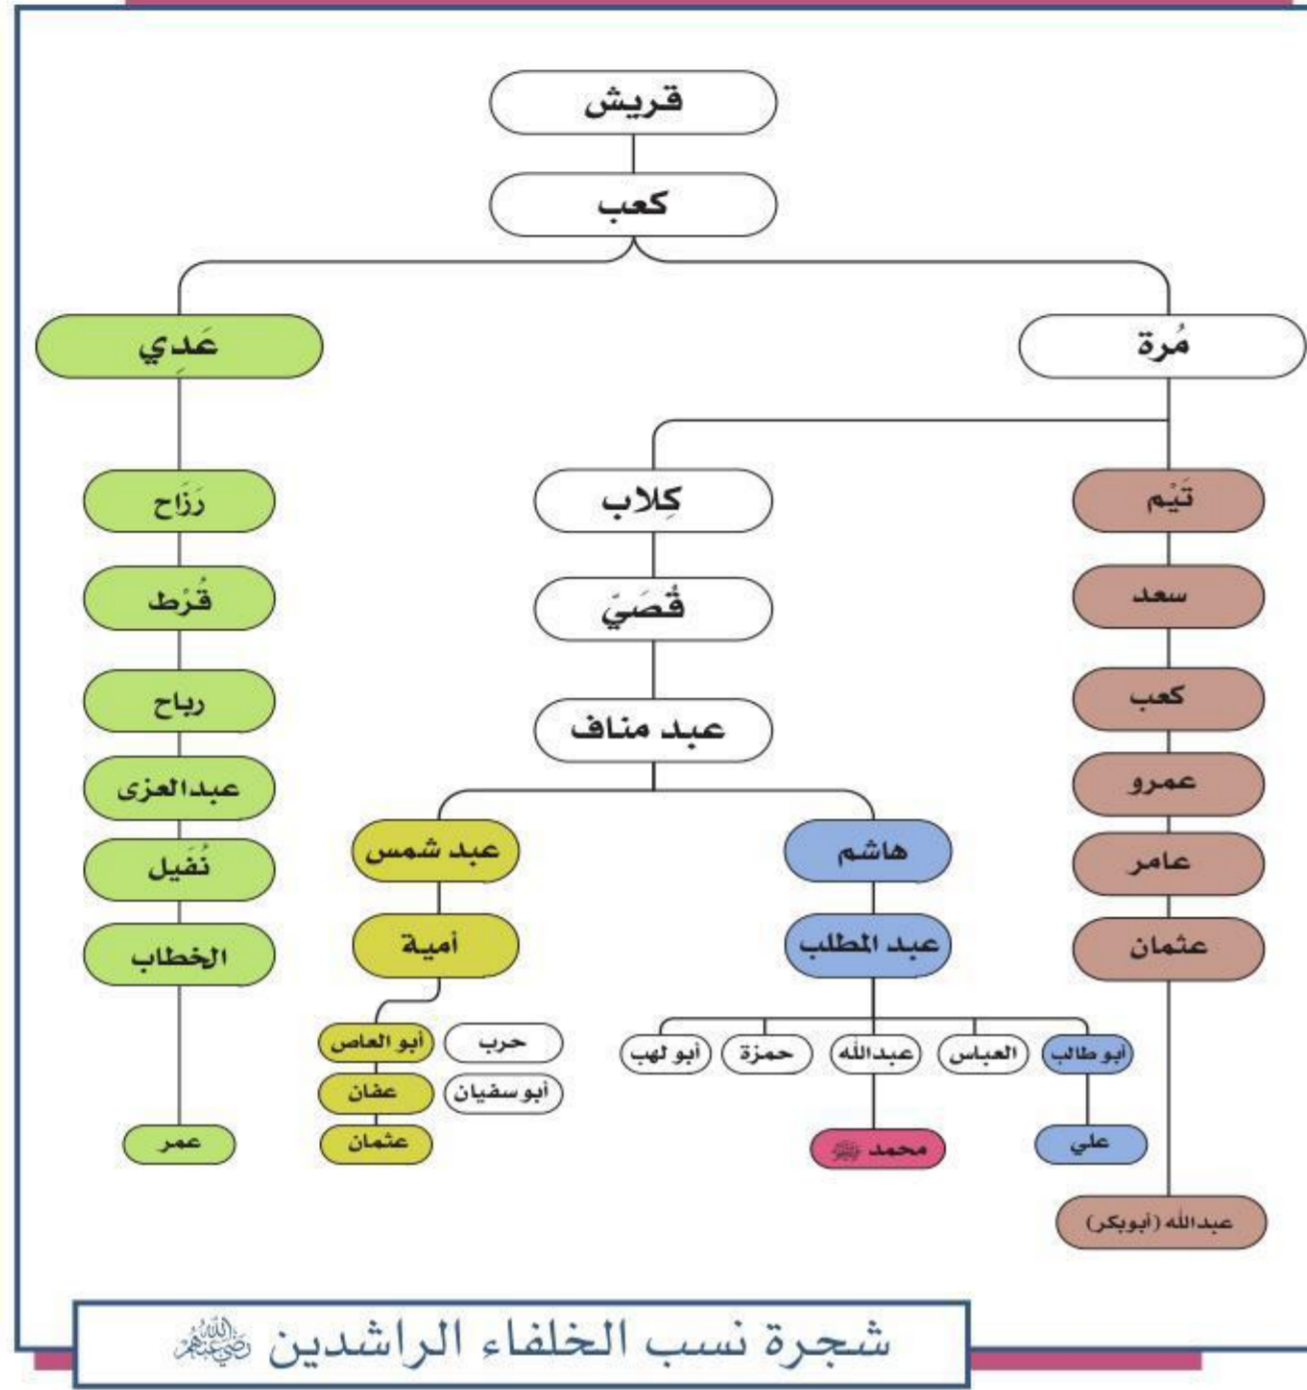 قريش
كعب
مُرة
عَدِي
تَيْم
كِلاب
رَزَاح
سعد
قُصَيّ
قُرْط
كعب
عبد مناف
رباح
عمرو
عبدالعزى
هاشم
عبد شمس
عامر
نُفَيل
عثمان
عبد المطلب
أمية
الخطاب
أبو طالب
العباس
عبدالله
حمزة
أبو لهب
حرب
أبو العاص
أبو سفيان
عفان
علي
محمد ﷺ
عثمان
عمر
عبدالله (أبوبكر)
شجرة نسب الخلفاء الراشدين رضي الله عنهم